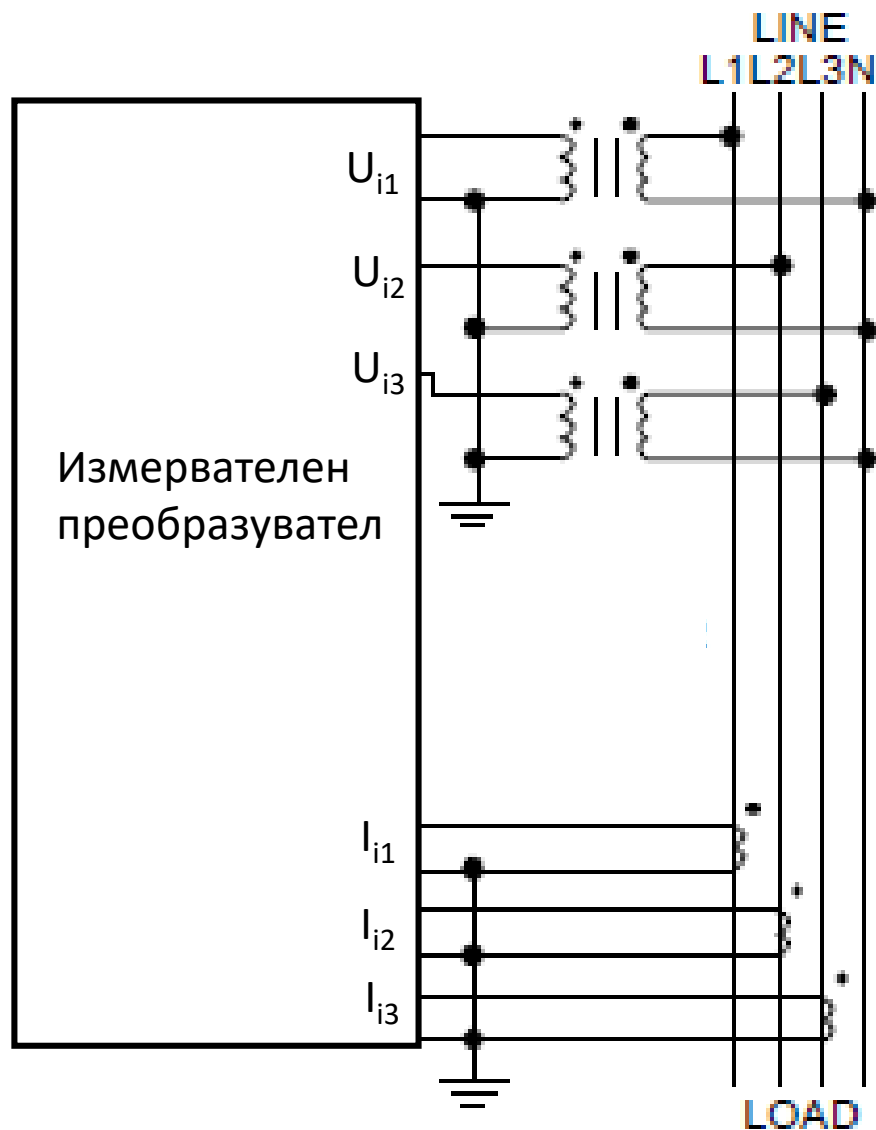 LINE
L1L2L3N
Ui1
Ui2
Ui3
Измервателен
преобразувател
Ii1
Ii2
Ii3
LOAD